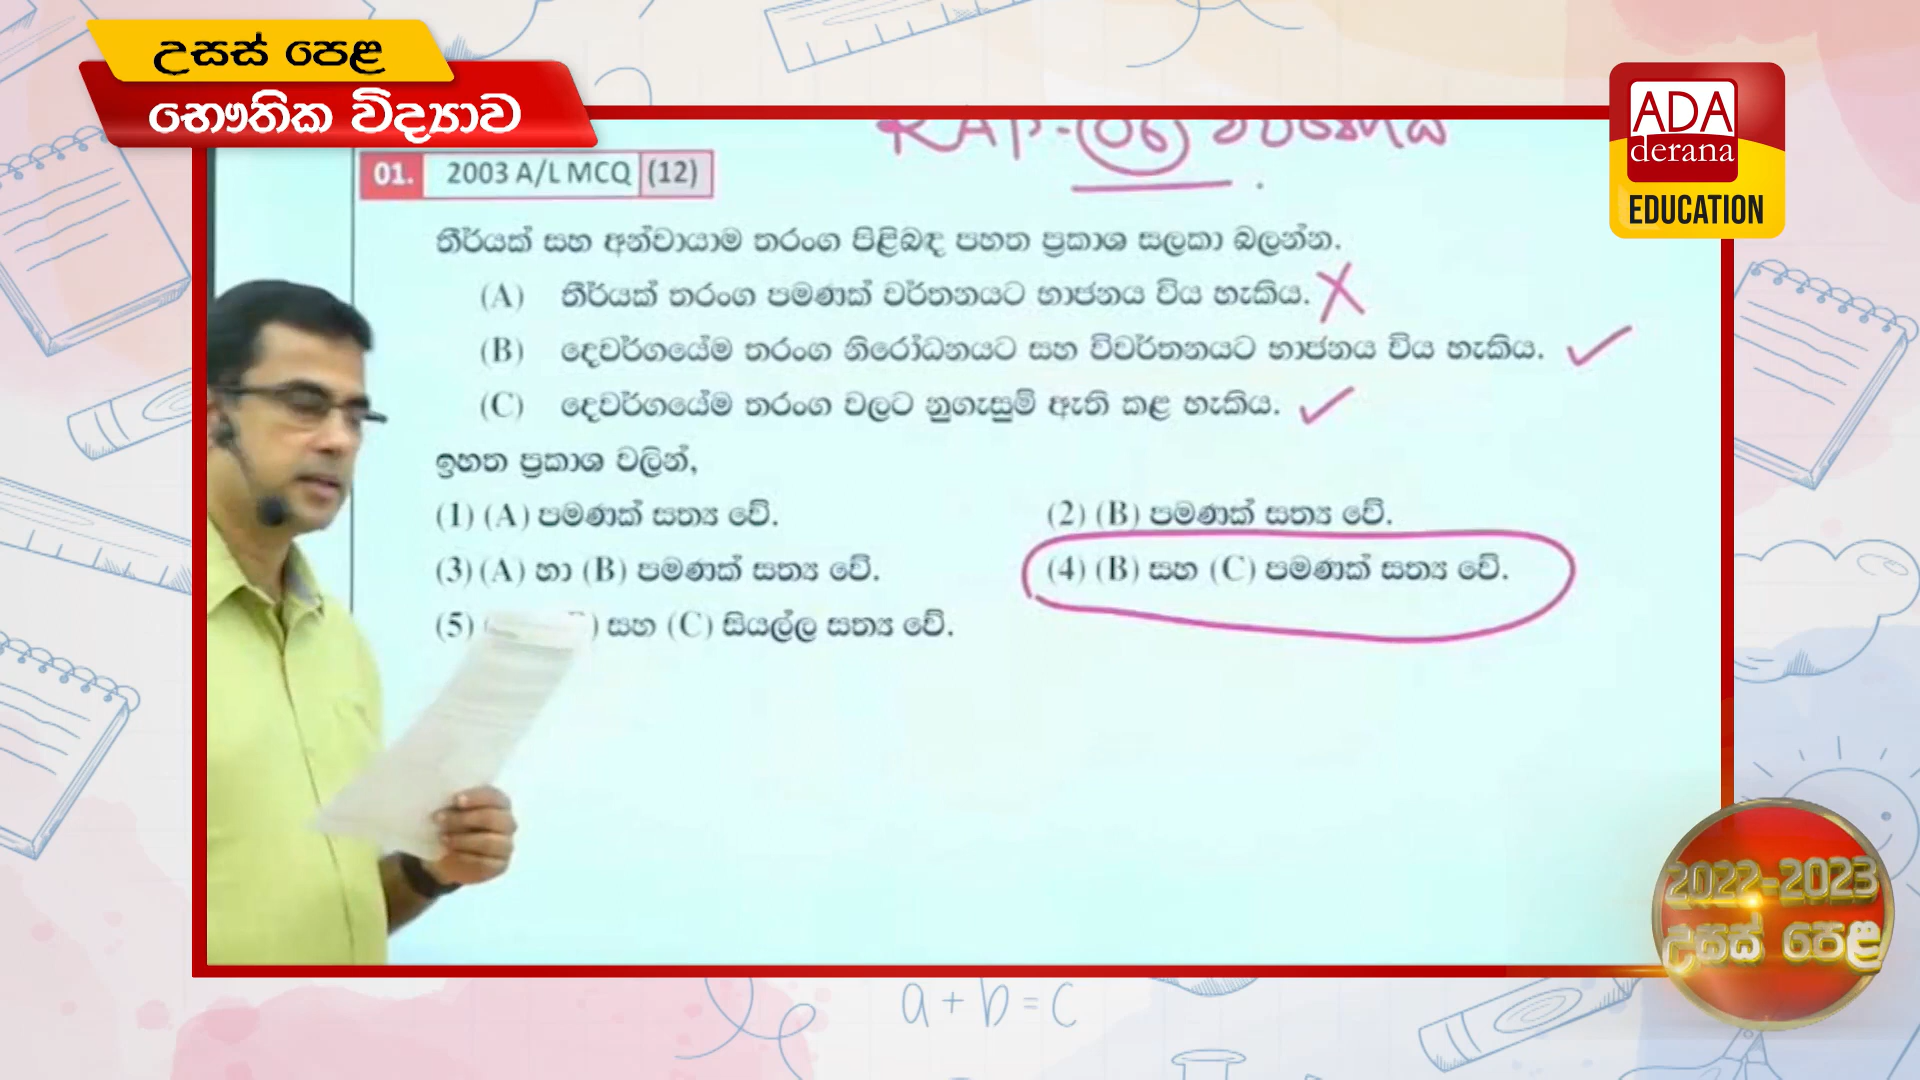 උසස් පෙළ
භෞතික විද්‍යාව
ADA
derana
EDUCATION
01. 2003 A/L MCQ (12)
තීර්යක් සහ අන්වායාම තරංග පිළිබඳ පහත ප්‍රකාශ සලකා බලන්න.
(A) තීර්යක් තරංග පමණක් වර්තනයට භාජනය විය හැකිය.
(B) දෙවර්ගයේම තරංග නිරෝධනයට සහ විවර්තනයට භාජනය විය හැකිය.
(C) දෙවර්ගයේම තරංග වලට නුගැසුම් ඇති කළ හැකිය.
ඉහත ප්‍රකාශ වලින්,
(1) (A) පමණක් සත්‍ය වේ.
(2) (B) පමණක් සත්‍ය වේ.
(3) (A) හා (B) පමණක් සත්‍ය වේ.
(4) (B) සහ (C) පමණක් සත්‍ය වේ.
(5) ) සහ (C) සියල්ල සත්‍ය වේ.
2022-2023
උසස් පෙළ
a + b = c